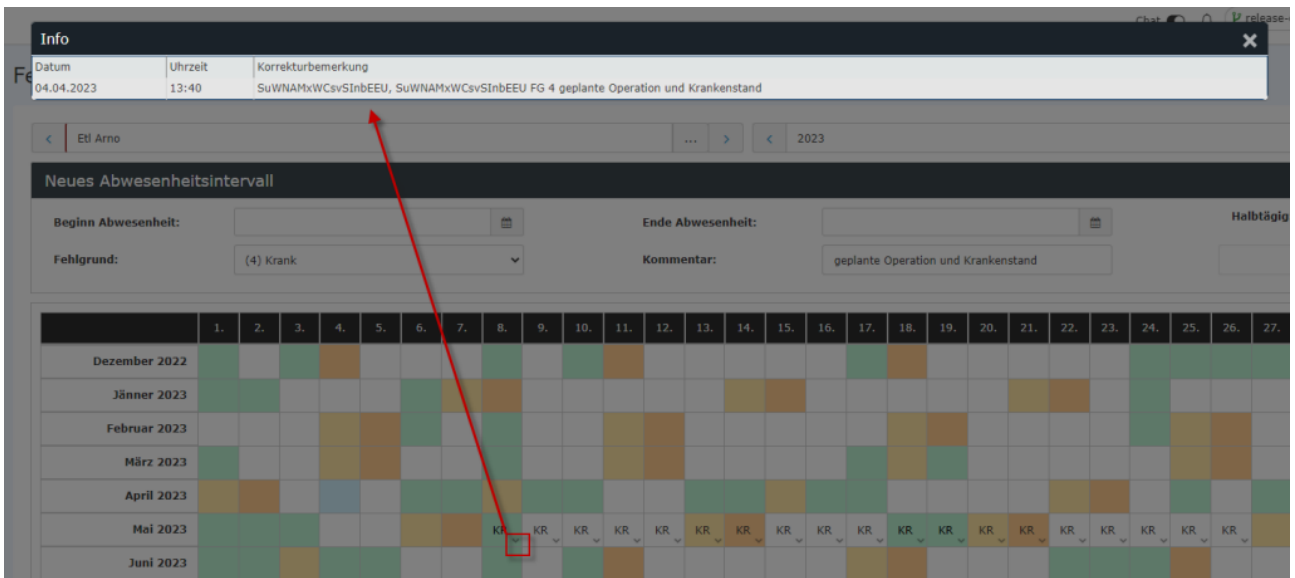 Chat release-
Info
Fe
Datum Uhrzeit Korrekturbemerkung
04.04.2023 13:40 SuWNAMxWCsvSInbEEU, SuWNAMxWCsvSInbEEU FG 4 geplante Operation und Krankenstand
< Etl Arno ... > < 2023
Neues Abwesenheitsintervall
Beginn Abwesenheit: Ende Abwesenheit: Halbtägig
Fehlgrund: (4) Krank Kommentar: geplante Operation und Krankenstand
1. 2. 3. 4. 5. 6. 7. 8. 9. 10. 11. 12. 13. 14. 15. 16. 17. 18. 19. 20. 21. 22. 23. 24. 25. 26. 27.
Dezember 2022
Jänner 2023
Februar 2023
März 2023
April 2023
Mai 2023 KR KR KR KR KR KR KR KR KR KR KR KR KR KR KR KR KR KR KR
Juni 2023